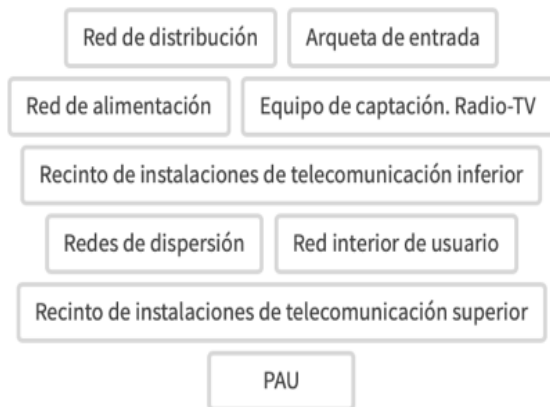 Red de distribución
Arqueta de entrada
Red de alimentación
Equipo de captación. Radio-TV
Recinto de instalaciones de telecomunicación inferior
Redes de dispersión
Red interior de usuario
Recinto de instalaciones de telecomunicación superior
PAU